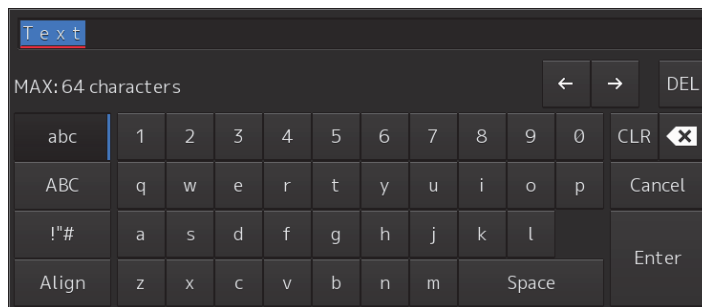 Text
MAX: 64 characters
← → DEL
abc 1 2 3 4 5 6 7 8 9 0 CLR
ABC q w e r t y u i o p Cancel
!"# a s d f g h j k l
Enter
Align z x c v b n m Space